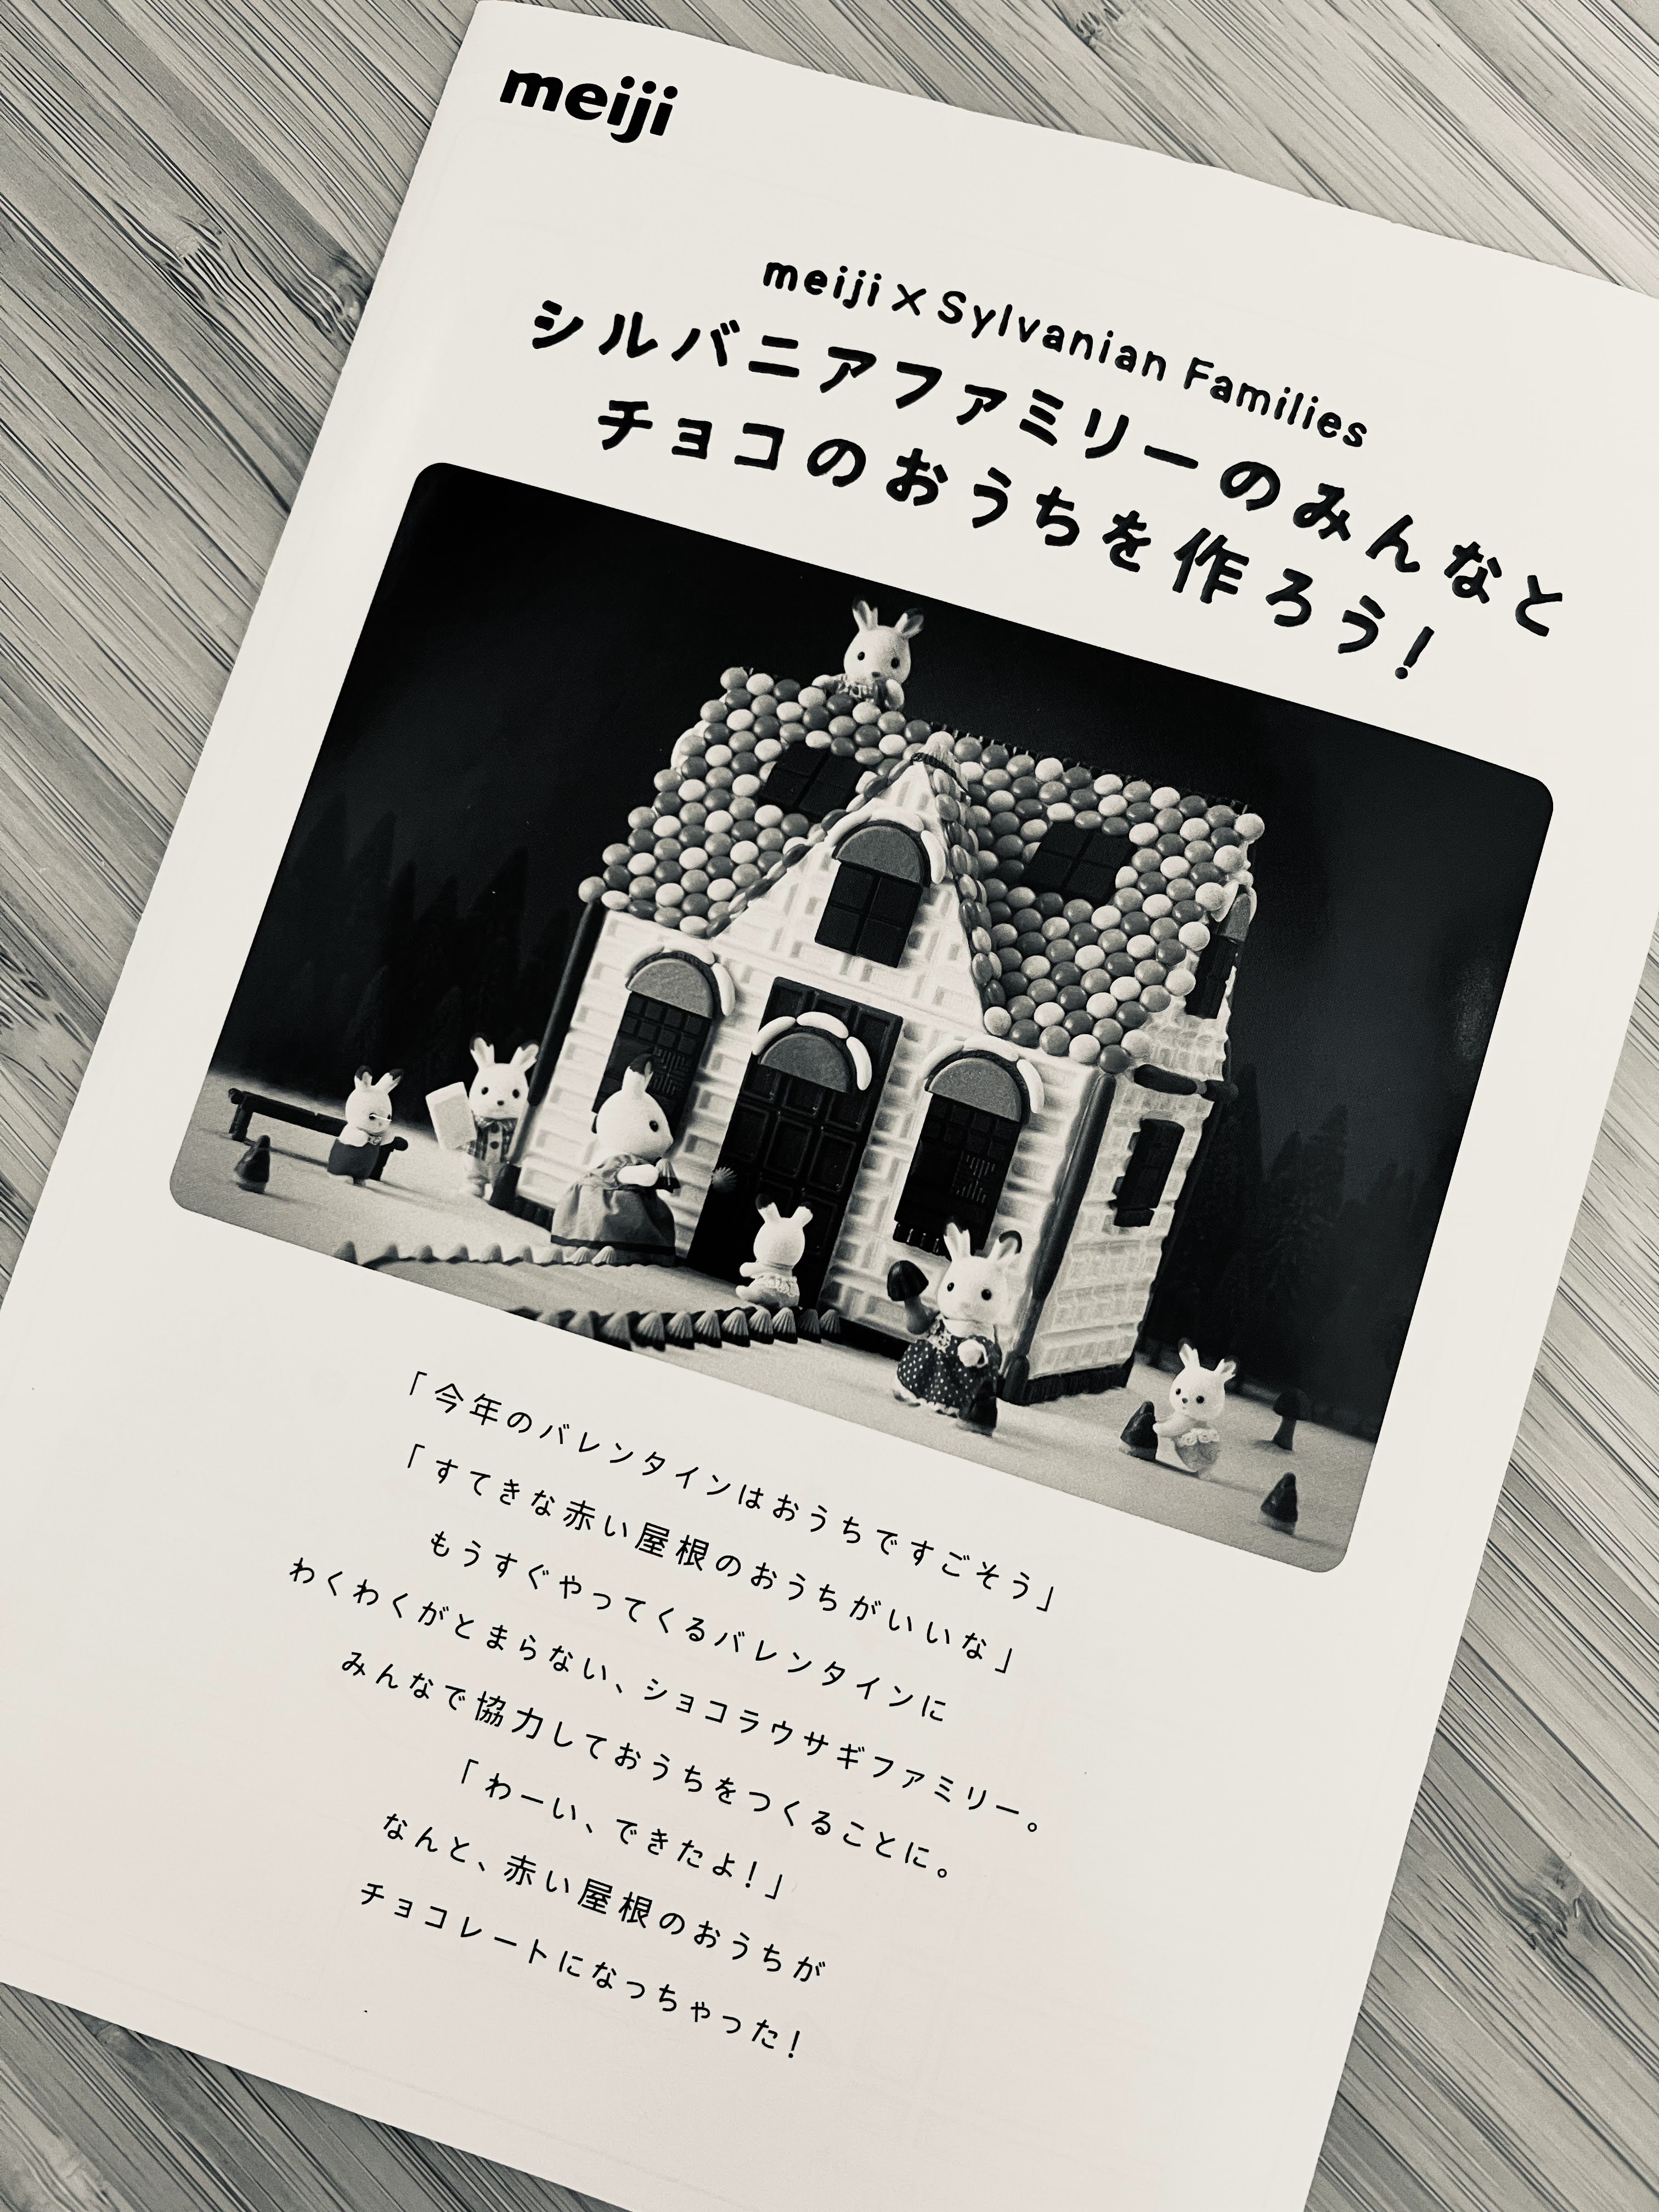 meiji
meiji×Sylvanian Families
シルバニアファミリーのみんなと
チョコのおうちを作ろう！
「今年のバレンタインはおうちですごそう」
「すてきな赤い屋根のおうちがいいな」
もうすぐやってくるバレンタインに
わくわくがとまらない、ショコラウサギファミリー。
みんなで協力しておうちをつくることに。
「わーい、できたよ！」
なんと、赤い屋根のおうちが
チョコレートになっちゃった！